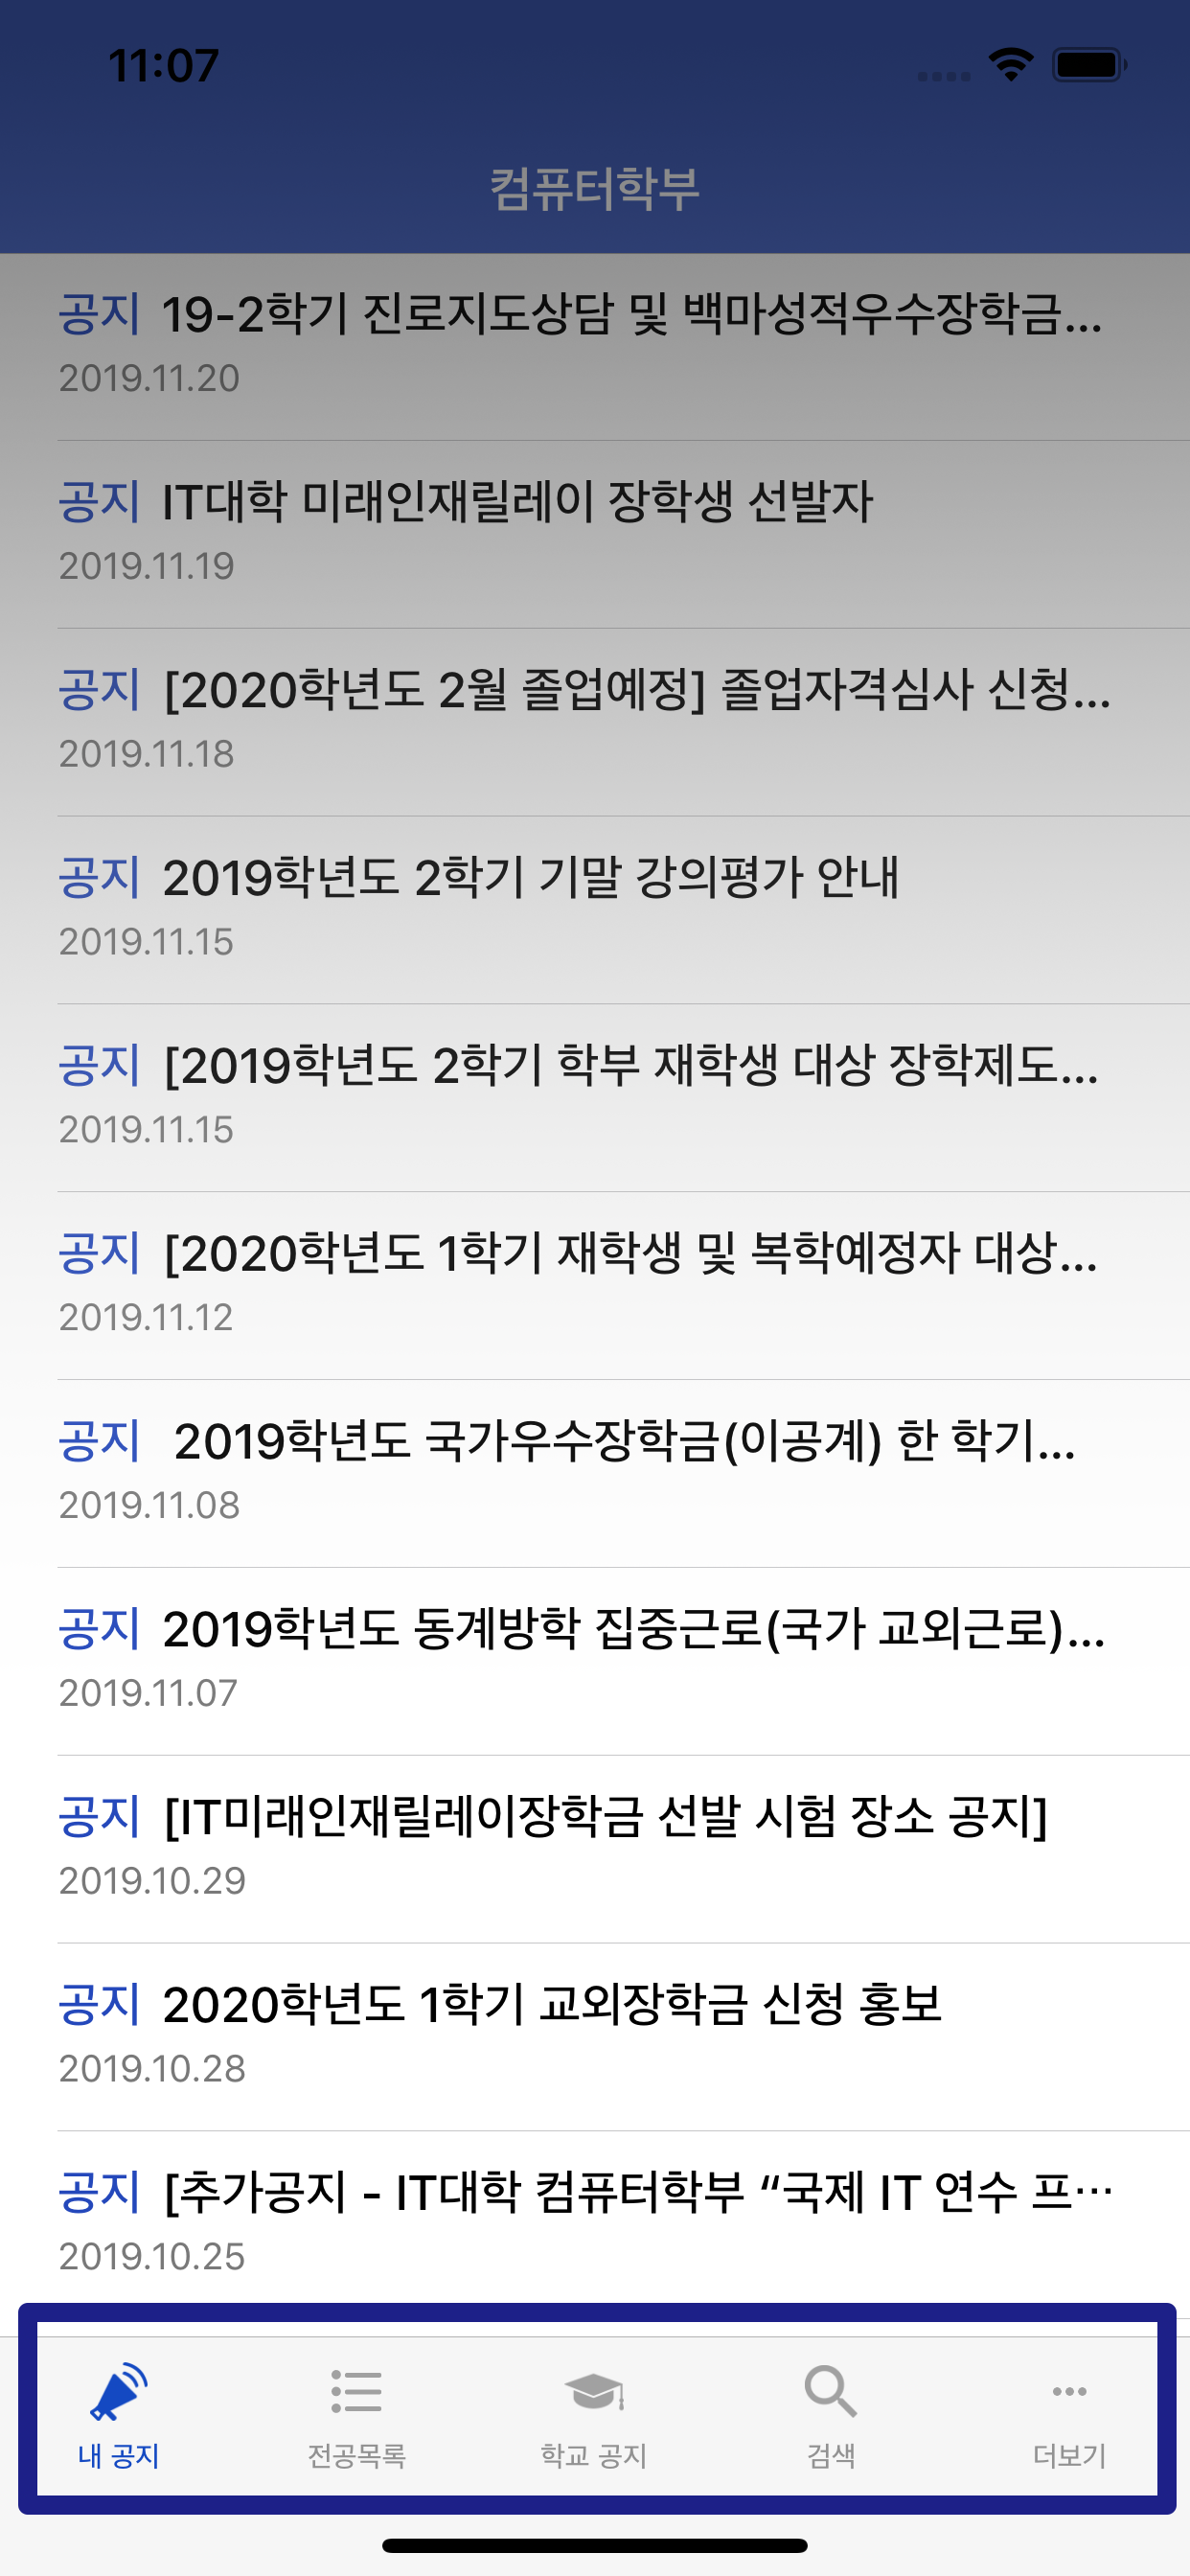 11:07
컴퓨터학부
공지 19-2학기 진로지도상담 및 백마성적우수장학금...
2019.11.20
공지 IT대학 미래인재릴레이 장학생 선발자
2019.11.19
공지 [2020학년도 2월 졸업예정] 졸업자격심사 신청...
2019.11.18
공지 2019학년도 2학기 기말 강의평가 안내
2019.11.15
공지 [2019학년도 2학기 학부 재학생 대상 장학제도...
2019.11.15
공지 [2020학년도 1학기 재학생 및 복학예정자 대상...
2019.11.12
공지 2019학년도 국가우수장학금(이공계) 한 학기...
2019.11.08
공지 2019학년도 동계방학 집중근로(국가 교외근로)...
2019.11.07
공지 [IT미래인재릴레이장학금 선발 시험 장소 공지]
2019.10.29
공지 2020학년도 1학기 교외장학금 신청 홍보
2019.10.28
공지 [추가공지 - IT대학 컴퓨터학부 “국제 IT 연수 프…
2019.10.25
내 공지 전공목록 학교 공지 검색 더보기